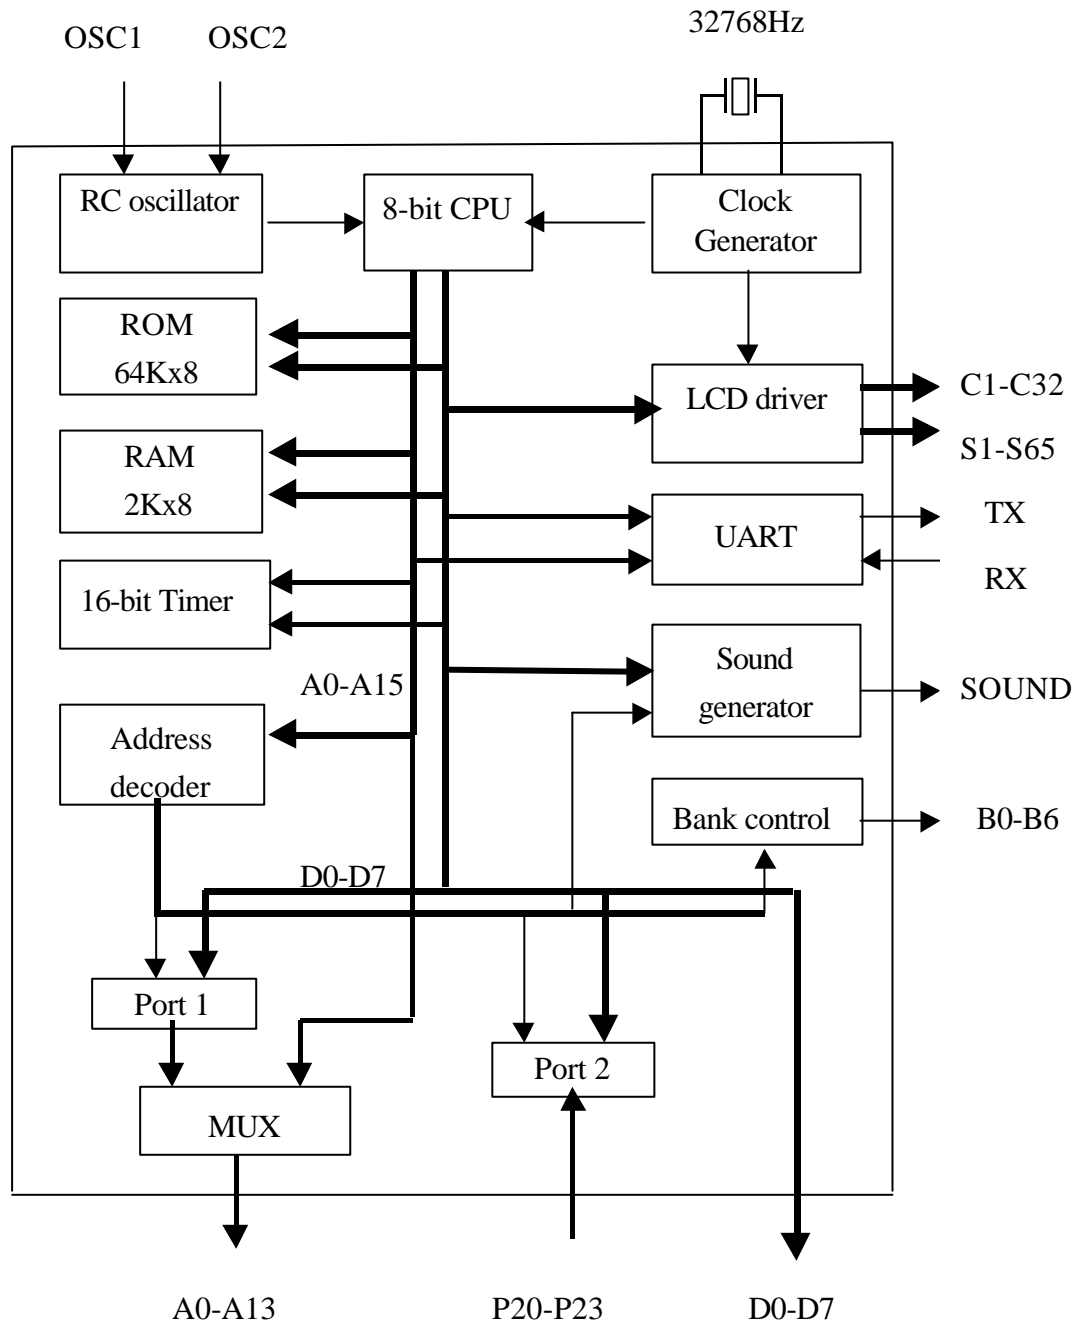 32768Hz
OSC1 OSC2
RC oscillator
8-bit CPU
Clock
Generator
ROM
64Kx8
LCD driver
C1-C32
S1-S65
RAM
2Kx8
UART
TX
RX
16-bit Timer
A0-A15
Sound
generator
SOUND
Address
decoder
Bank control
B0-B6
D0-D7
Port 1
Port 2
MUX
A0-A13
P20-P23
D0-D7